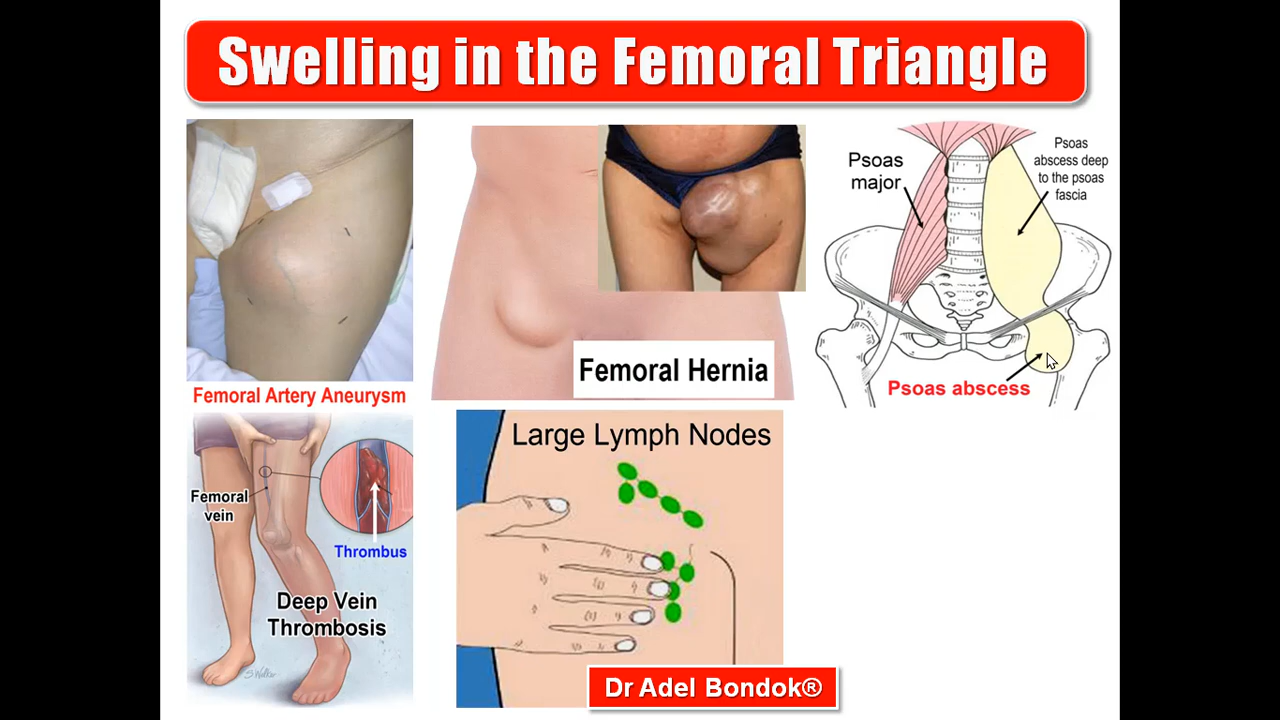 Swelling in the Femoral Triangle
Femoral Artery Aneurysm
Femoral Hernia
Psoas
major
Psoas
abscess deep
to the psoas
fascia
Psoas abscess
Femoral
vein
Thrombus
Deep Vein
Thrombosis
Large Lymph Nodes
Dr Adel Bondok®